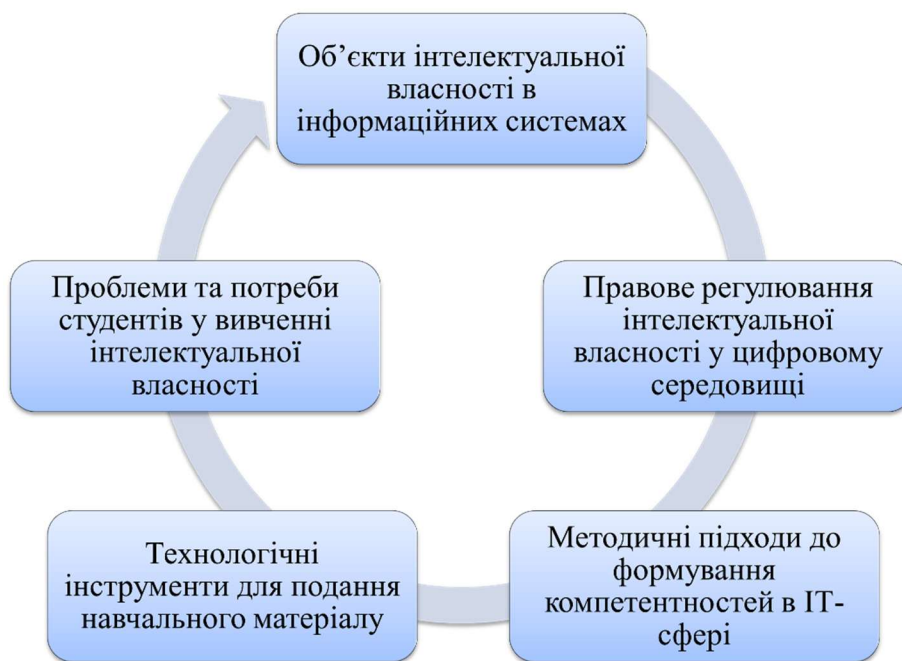 Об’єкти інтелектуальної
власності в
інформаційних системах
Правове регулювання
інтелектуальної
власності у цифровому
середовищі
Методичні підходи до
формування
компетентностей в ІТ-
сфері
Технологічні
інструменти для подання
навчального матеріалу
Проблеми та потреби
студентів у вивченні
інтелектуальної
власності